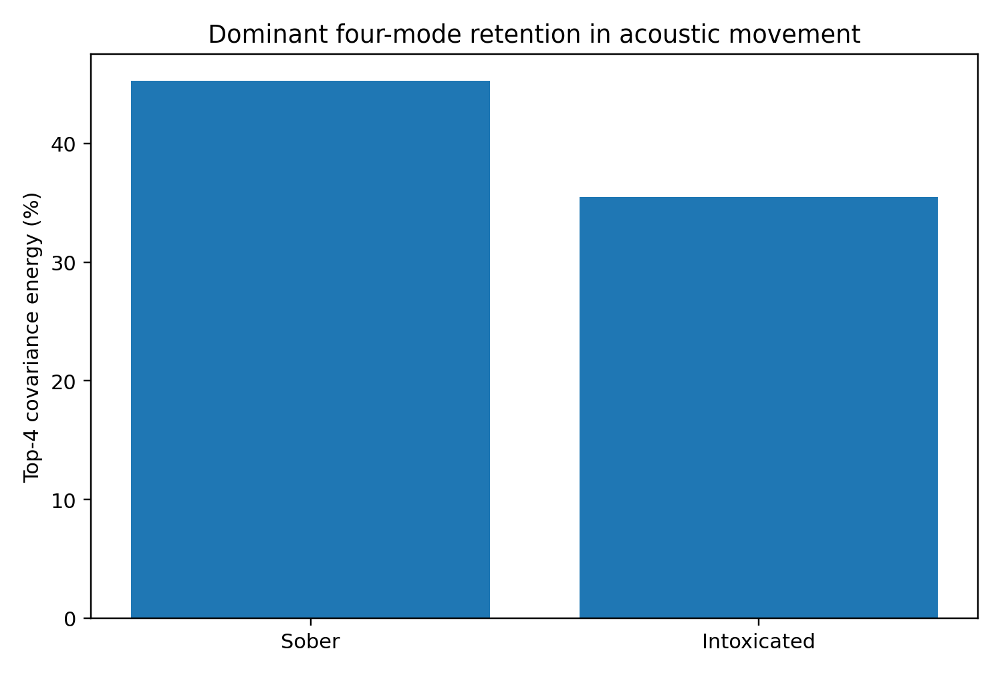 Dominant four-mode retention in acoustic movement
Top-4 covariance energy (%)
40
30
20
10
0
Sober
Intoxicated